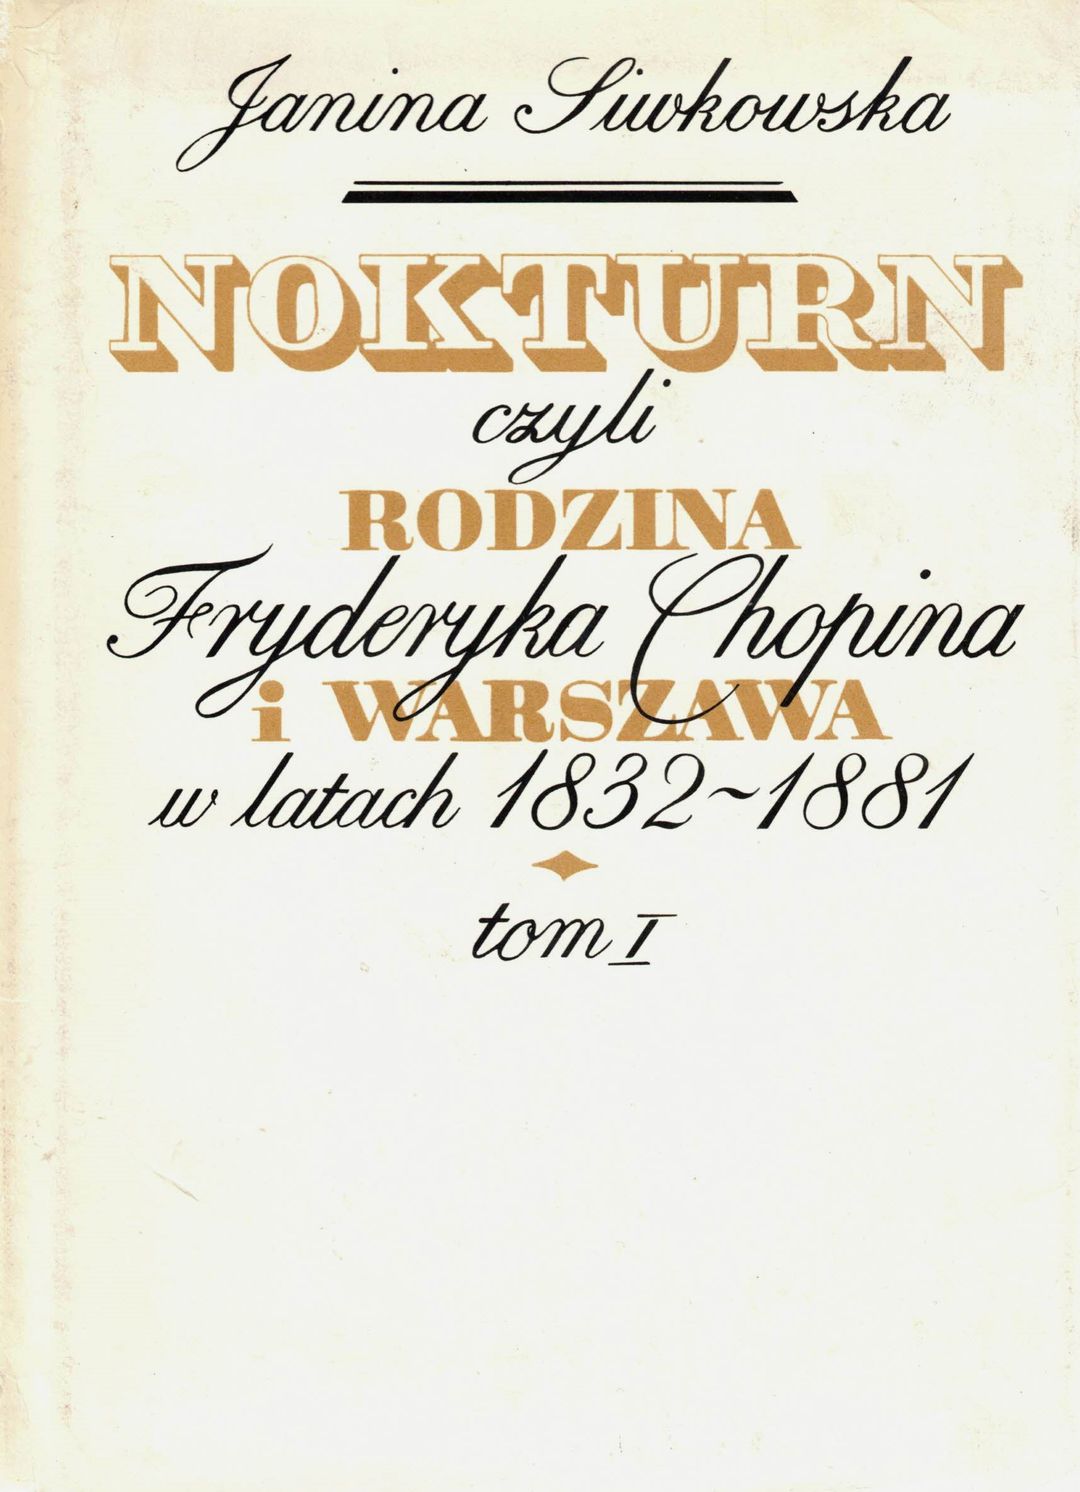 Janina Siwkowska
NOKTURN
czyli
RODZINA
Fryderyka Chopina
i WARSZAWA
w latach 1832~1881
tom I